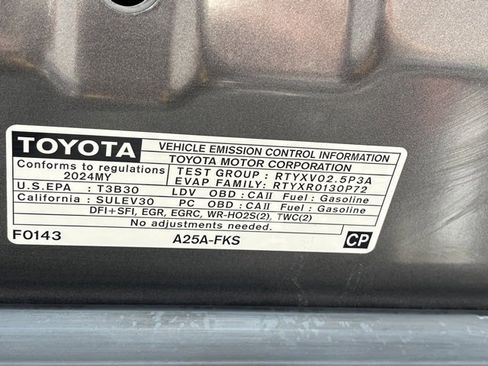 TOYOTA
VEHICLE EMISSION CONTROL INFORMATION
TOYOTA MOTOR CORPORATION
Conforms to regulations
2024MY
TEST GROUP : RTYXV02.5P3A
EVAP FAMILY: RTYXR0130P72
U.S.EPA : T3B30 LDV OBD : CAII Fuel : Gasoline
California : SULEV30 PC OBD : CAII Fuel : Gasoline
DFI+SFI, EGR, EGRC, WR-HO2S(2), TWC(2)
No adjustments needed.
F0143 A25A-FKS CP